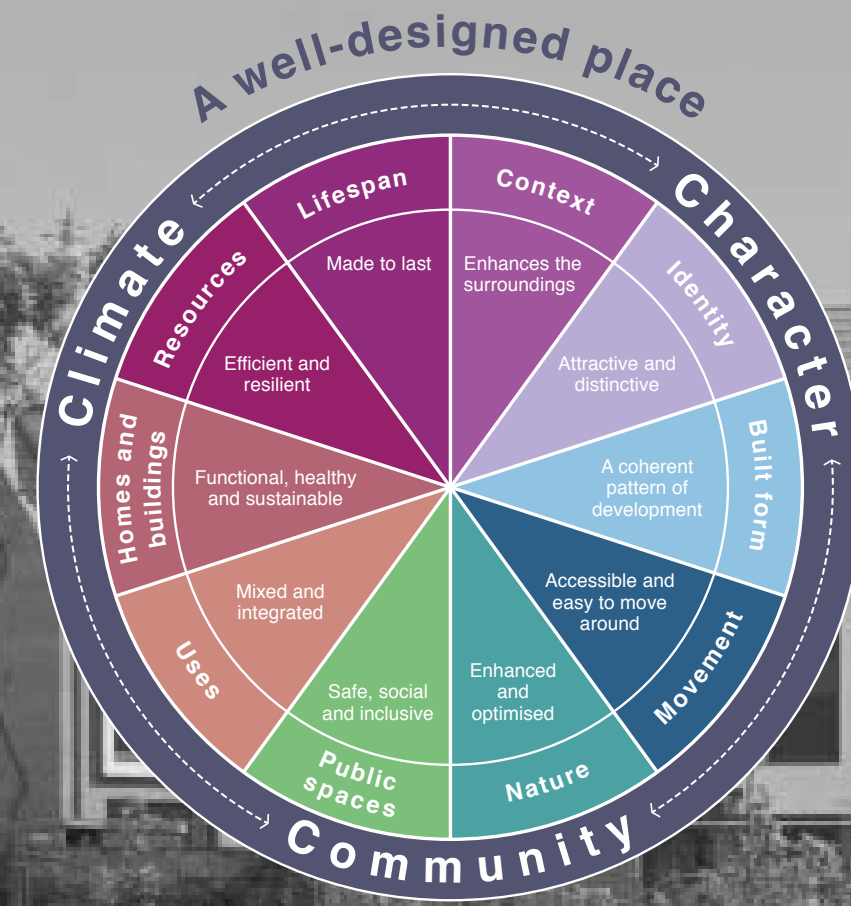 A well-designed place
Climate
Character
Community
Context
Enhances the
surroundings
Identity
Attractive and
distinctive
Built form
A coherent
pattern of
development
Movement
Accessible and
easy to move
around
Nature
Enhanced
and
optimised
Public
spaces
Safe, social
and inclusive
Uses
Mixed and
integrated
Homes and
buildings
Functional, healthy
and sustainable
Resources
Efficient and
resilient
Lifespan
Made to last